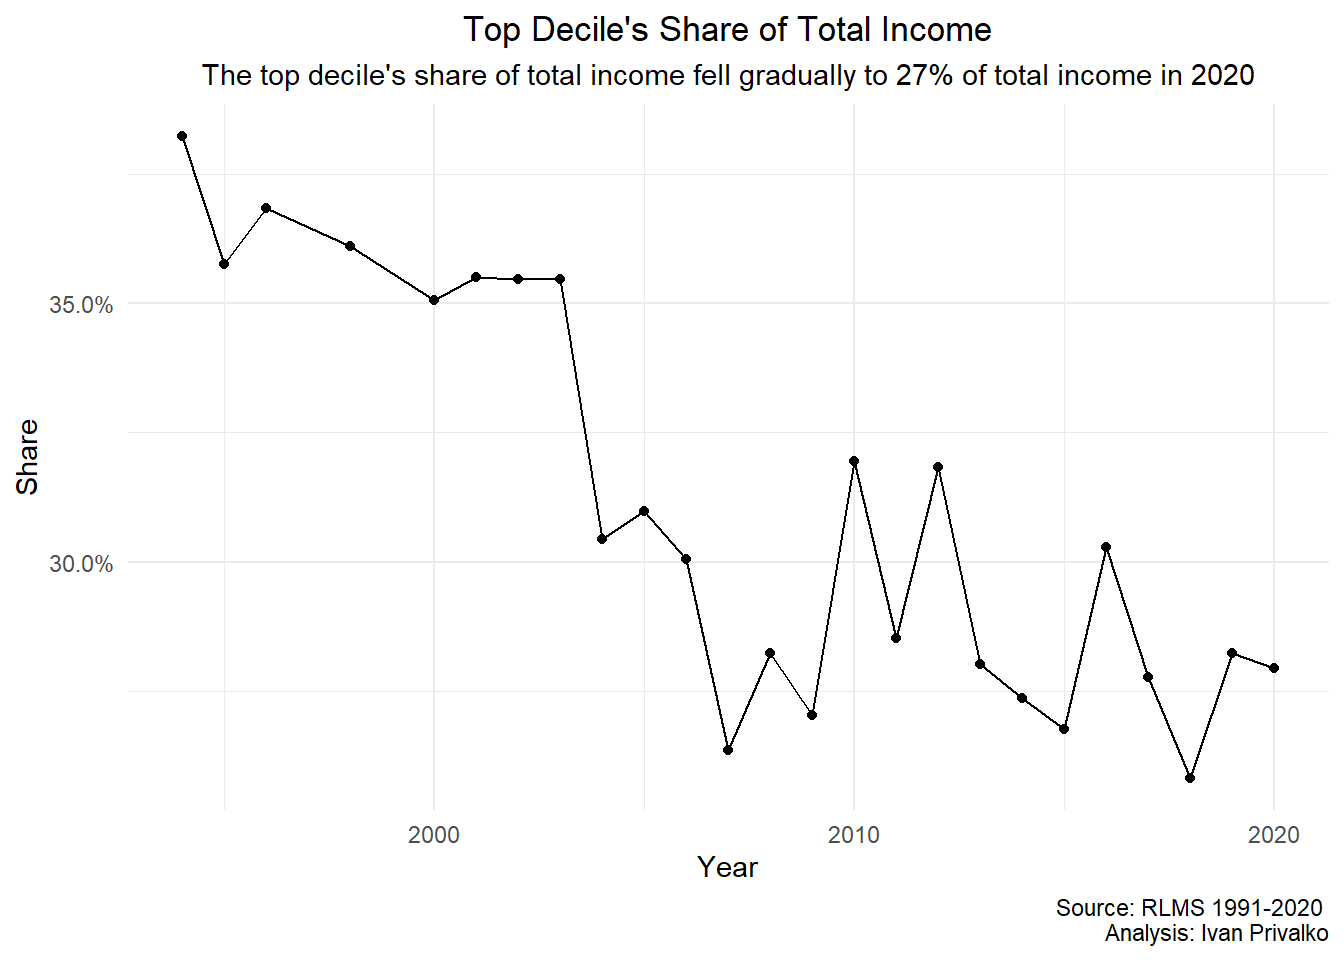 Top Decile's Share of Total Income
The top decile's share of total income fell gradually to 27% of total income in 2020
35.0%
Share
30.0%
2000
2010
2020
Year
Source: RLMS 1991-2020
Analysis: Ivan Privalko